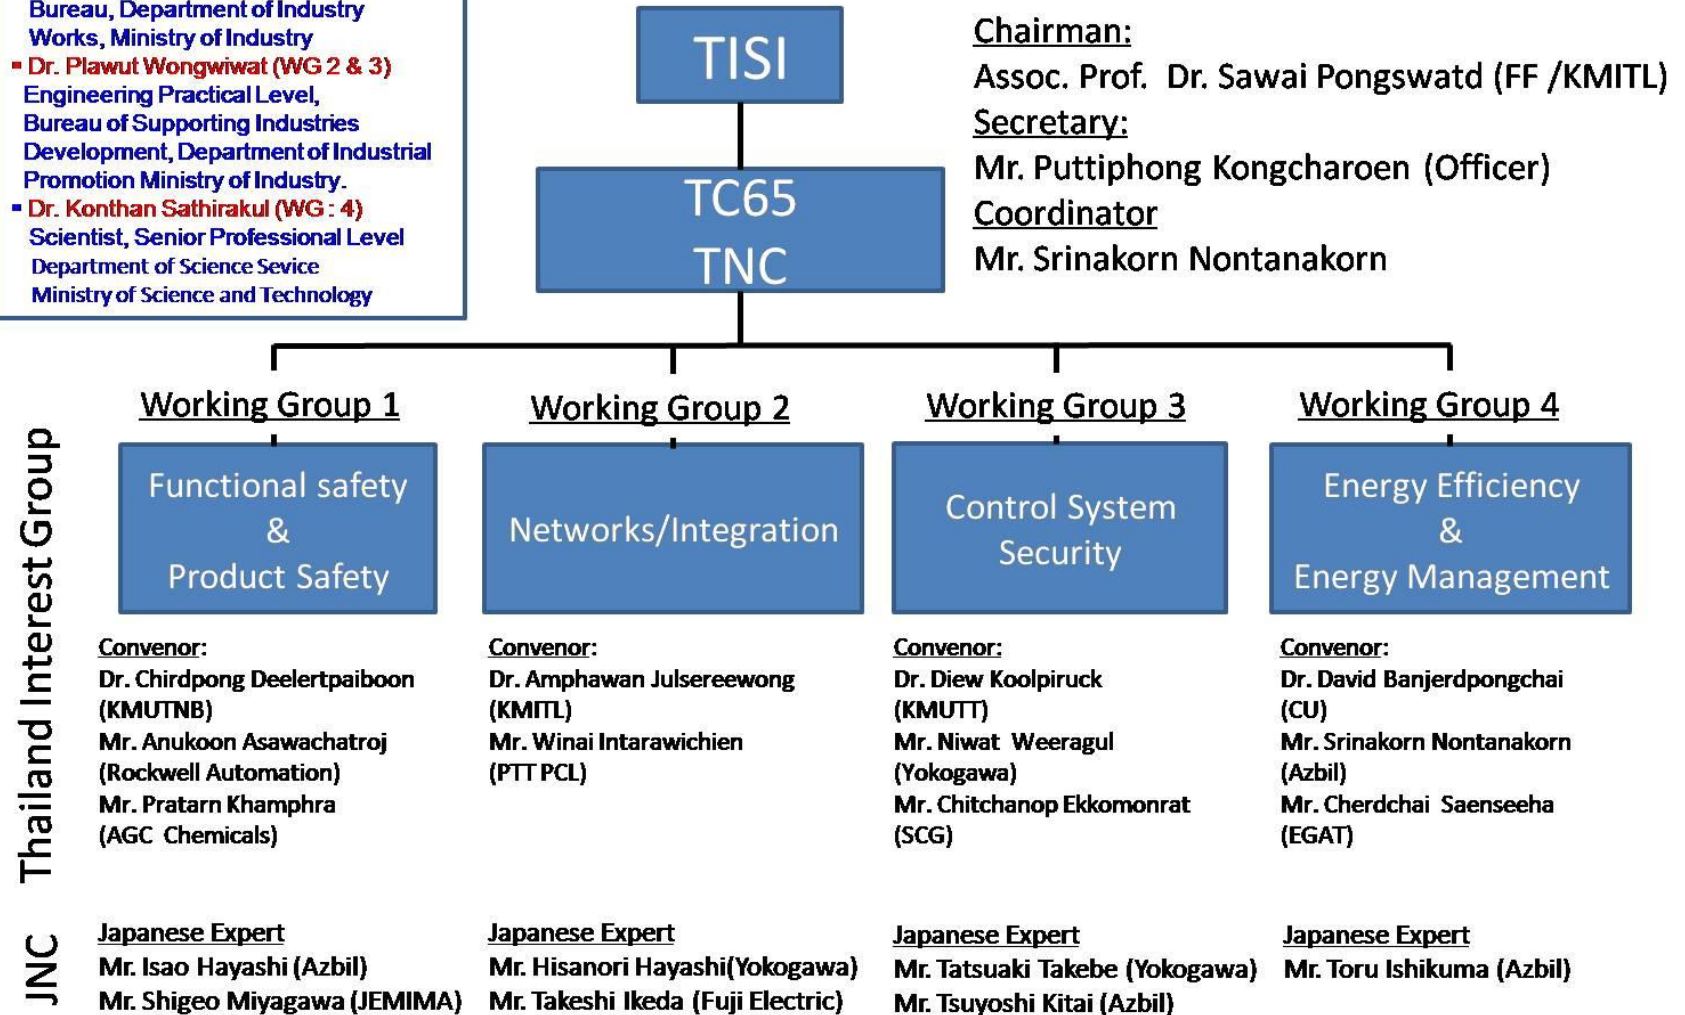 Bureau, Department of Industry
Works, Ministry of Industry
▪ Dr. Plawut Wongwiwat (WG 2 & 3)
Engineering Practical Level,
Bureau of Supporting Industries
Development, Department of Industrial
Promotion Ministry of Industry.
▪ Dr. Konthan Sathirakul (WG : 4)
Scientist, Senior Professional Level
Department of Science Sevice
Ministry of Science and Technology
TISI
TC65
TNC
Chairman:
Assoc. Prof. Dr. Sawai Pongswatd (FF /KMITL)
Secretary:
Mr. Puttiphong Kongcharoen (Officer)
Coordinator
Mr. Srinakorn Nontanakorn
Thailand Interest Group
Working Group 1
Functional safety
&
Product Safety
Convenor:
Dr. Chirdpong Deelertpaiboon
(KMUTNB)
Mr. Anukoon Asawachatroj
(Rockwell Automation)
Mr. Pratarn Khamphra
(AGC Chemicals)
Working Group 2
Networks/Integration
Convenor:
Dr. Amphawan Julsereewong
(KMITL)
Mr. Winai Intarawichien
(PTT PCL)
Working Group 3
Control System
Security
Convenor:
Dr. Diew Koolpiruck
(KMUTT)
Mr. Niwat Weeragul
(Yokogawa)
Mr. Chitchanop Ekkomonrat
(SCG)
Working Group 4
Energy Efficiency
&
Energy Management
Convenor:
Dr. David Banjerdpongchai
(CU)
Mr. Srinakorn Nontanakorn
(Azbil)
Mr. Cherdchai Saenseeha
(EGAT)
JNC
Japanese Expert
Mr. Isao Hayashi (Azbil)
Mr. Shigeo Miyagawa (JEMIMA)
Japanese Expert
Mr. Hisanori Hayashi(Yokogawa)
Mr. Takeshi Ikeda (Fuji Electric)
Japanese Expert
Mr. Tatsuaki Takebe (Yokogawa)
Mr. Tsuyoshi Kitai (Azbil)
Japanese Expert
Mr. Toru Ishikuma (Azbil)